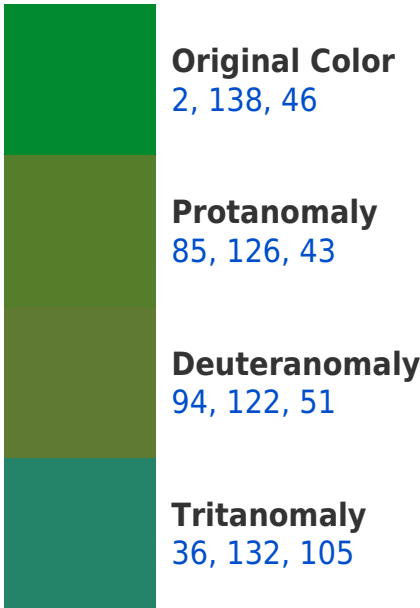 Original Color
2, 138, 46
Protanomaly
85, 126, 43
Deuteranomaly
94, 122, 51
Tritanomaly
36, 132, 105